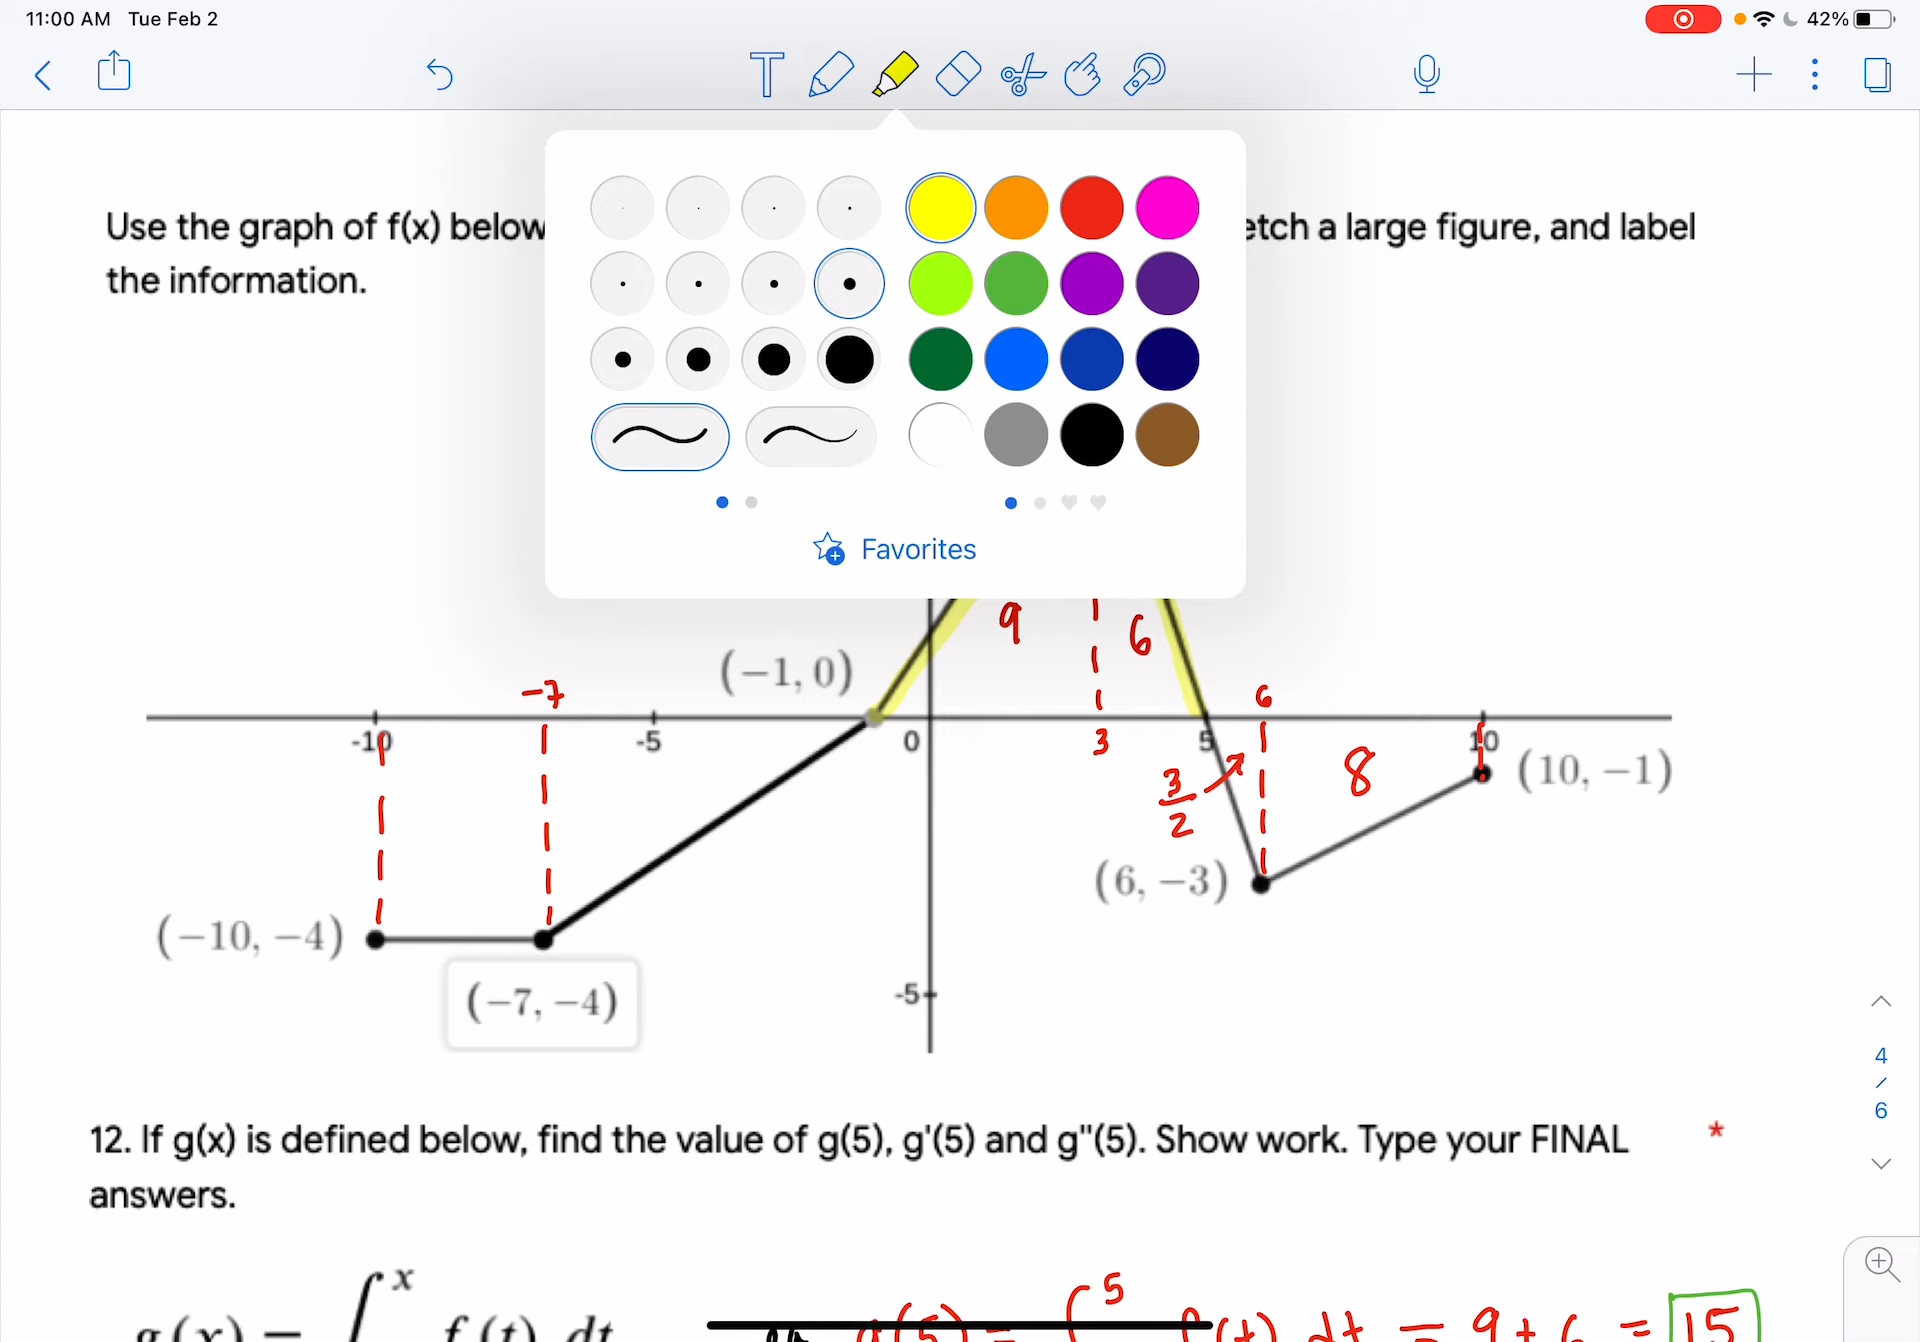 11:00 AM Tue Feb 2
42%
T
Use the graph of f(x) below
etch a large figure, and label
the information.
Favorites
9
6
(−1, 0)
-7
6
-10
-5
0
3
5
10
(10, −1)
3/2
8
(6, −3)
(−10, −4)
(−7, −4)
-5
4
/
6
12. If g(x) is defined below, find the value of g(5), g'(5) and g"(5). Show work. Type your FINAL *
answers.
g(x) = ∫ x f(t) dt
g(5) = ∫ 5 f(t) dt = 9 + 6 = 15